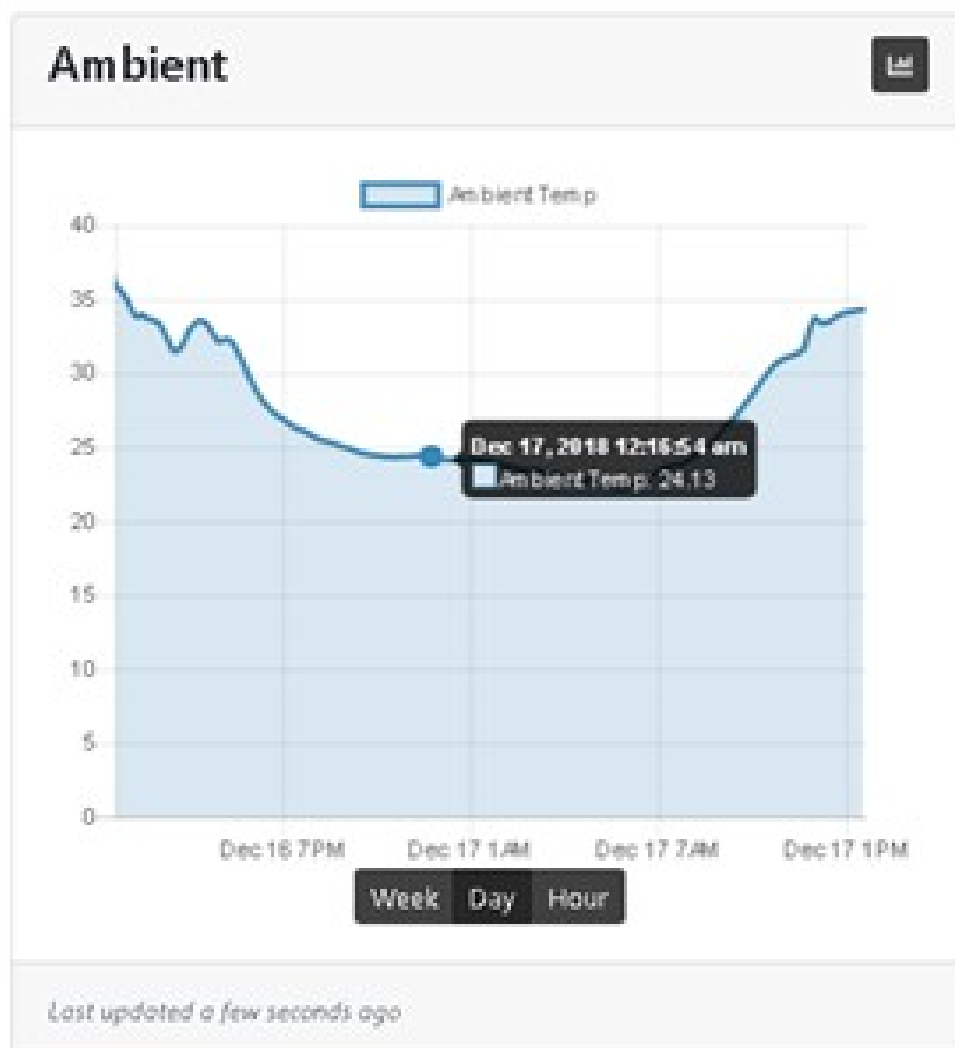 Ambient
Ambient Temp
40
35
30
25
20
15
10
5
0
Dec 17, 2018 12:16:54 am
Ambient Temp: 24.13
Dec 16 7PM
Dec 17 1AM
Dec 17 7AM
Dec 17 1PM
Week Day Hour
Last updated a few seconds ago